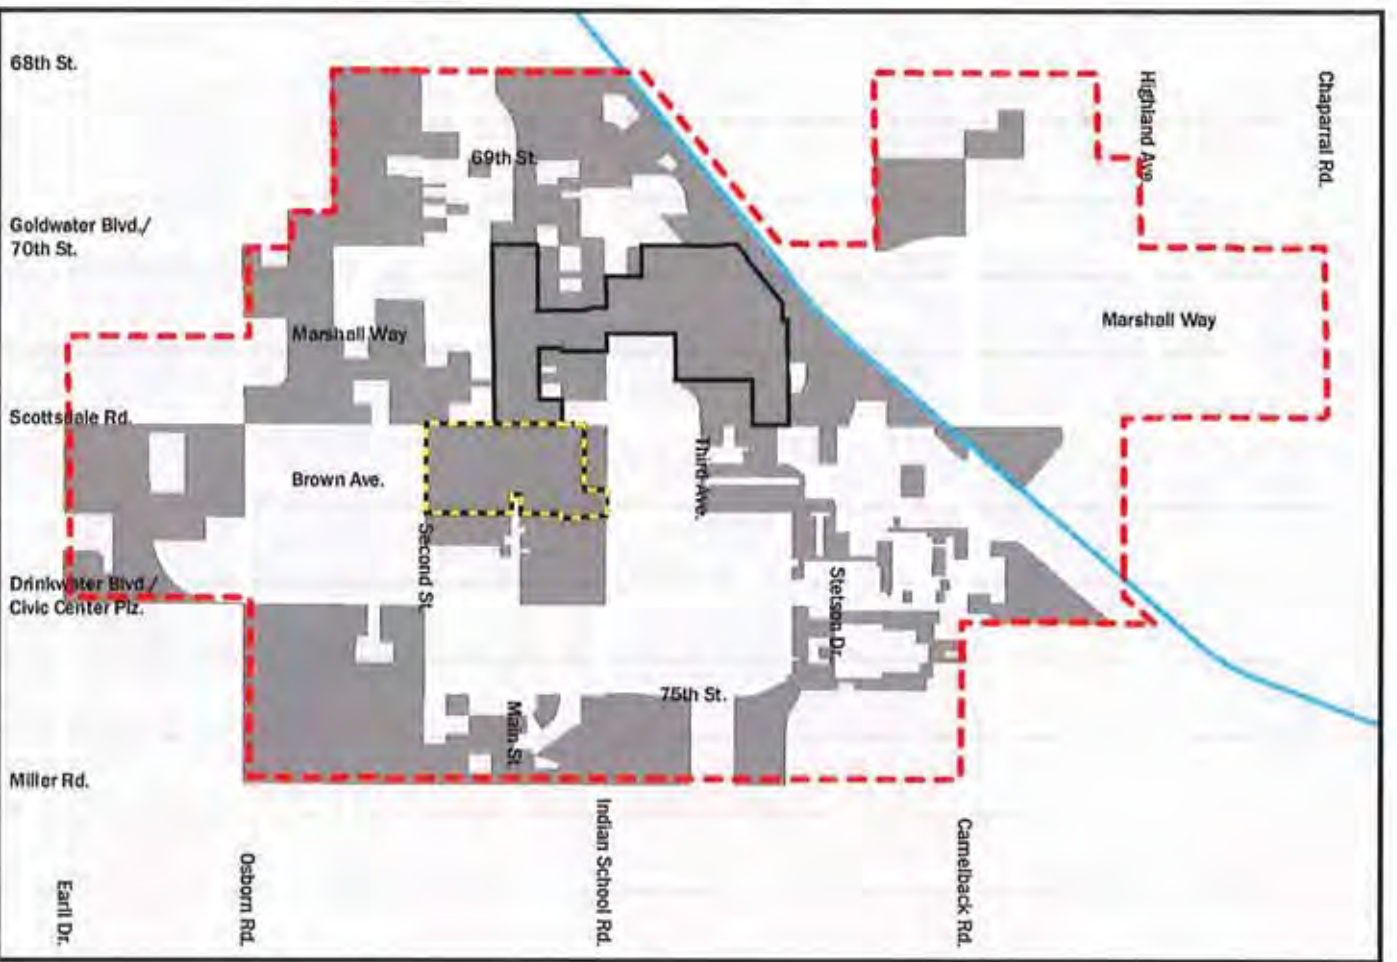 68th St.
Highland Ave.
Chaparral Rd.
69th St.
Goldwater Blvd./
70th St.
Marshall Way
Marshall Way
Scottsdale Rd.
Brown Ave.
Third Ave.
Second St.
Drinkwater Blvd./
Civic Center Plz.
Stetson Dr.
75th St.
Main St.
Miller Rd.
Indian School Rd.
Camelback Rd.
Osborn Rd.
Earll Dr.